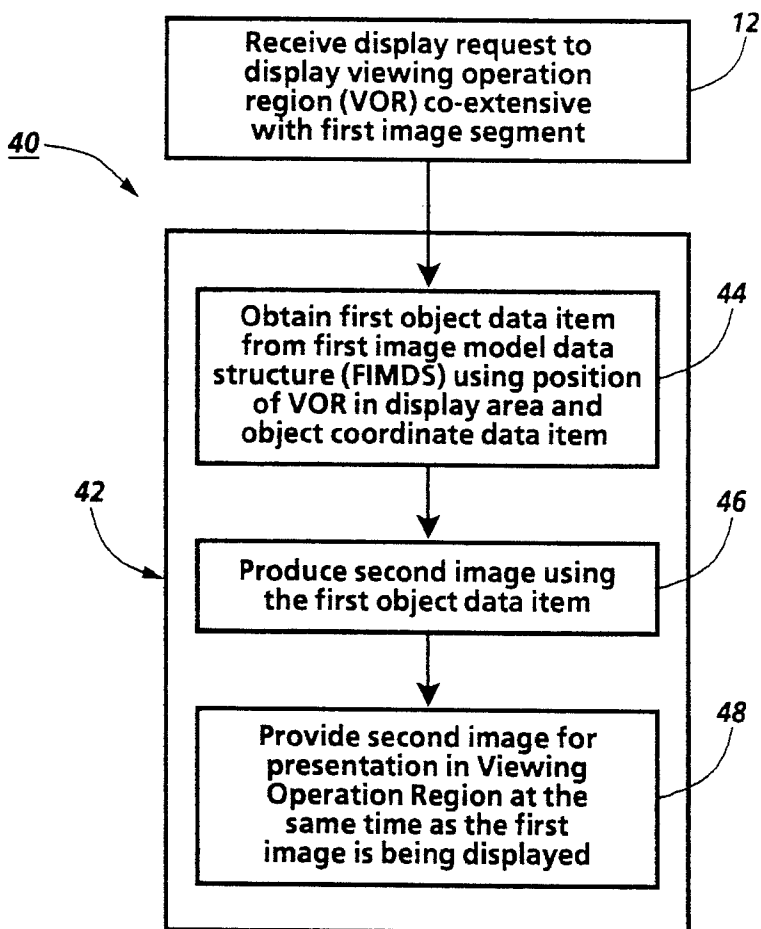 12
Receive display request to
display viewing operation
region (VOR) co-extensive
with first image segment
40
44
Obtain first object data item
from first image model data
structure (FIMDS) using position
of VOR in display area and
object coordinate data item
42
46
Produce second image using
the first object data item
48
Provide second image for
presentation in Viewing
Operation Region at the
same time as the first
image is being displayed